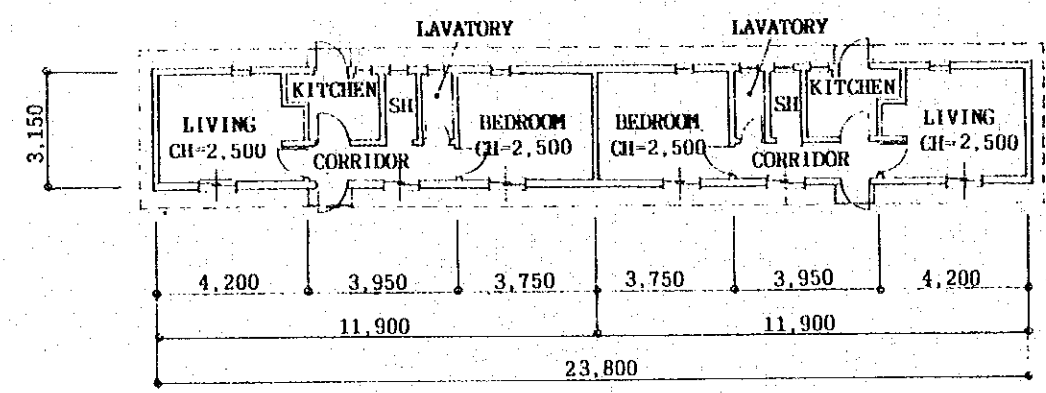 LAVATORY
LAVATORY
KITCHEN
KITCHEN
SH
SH
LIVING
CH=2,500
BEDROOM
CH=2,500
BEDROOM
CH=2,500
LIVING
CH=2,500
CORRIDOR
CORRIDOR
3,150
4,200
3,950
3,750
3,750
3,950
4,200
11,900
11,900
23,800